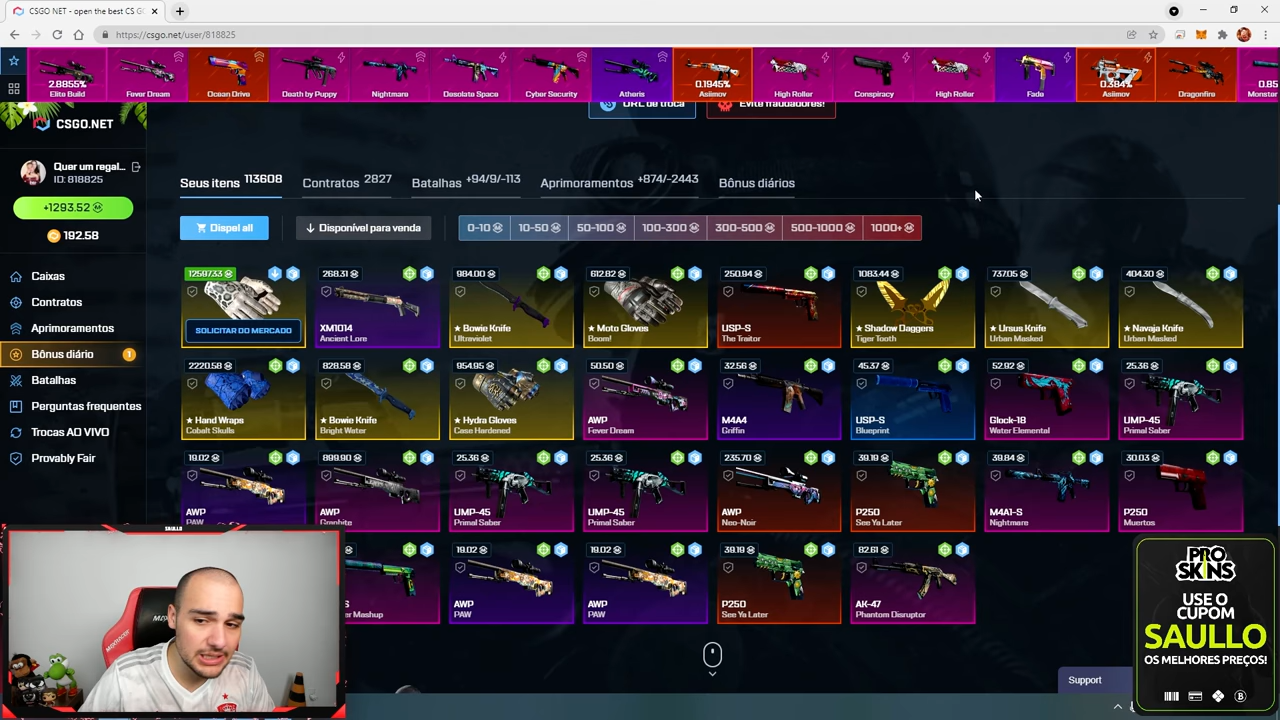 CSGO NET - open the best CS GO
https://csgo.net/user/818825
2.8855%
Elite Build
Fever Dream
Ocean Drive
Death by Puppy
Nightmare
Desolate Space
Cyber Security
Atheris
0.1945%
Asiimov
High Roller
Conspiracy
High Roller
Fade
0.384%
Asiimov
Dragonfire
Monster
CSGO.NET
URL de troca
Evite fraudadores!
Quer um regal...
ID: 818825
+1293.52
192.58
Caixas
Contratos
Aprimoramentos
Bônus diário 1
Batalhas
Perguntas frequentes
Trocas AO VIVO
Provably Fair
Seus itens 113608
Contratos 2827
Batalhas +94/9/-113
Aprimoramentos +874/-2443
Bônus diários
Dispel all
Disponível para venda
0-10
10-50
50-100
100-300
300-500
500-1000
1000+
12597.33
SOLICITAR DO MERCADO
268.31
XM1014
Ancient Lore
984.00
★ Bowie Knife
Ultraviolet
612.82
★ Moto Gloves
Boom!
250.94
USP-S
The Traitor
1083.44
★ Shadow Daggers
Tiger Tooth
737.05
★ Ursus Knife
Urban Masked
404.30
★ Navaja Knife
Urban Masked
2220.58
★ Hand Wraps
Cobalt Skulls
828.58
★ Bowie Knife
Bright Water
954.95
★ Hydra Gloves
Case Hardened
50.50
AWP
Fever Dream
32.56
M4A4
Griffin
45.37
USP-S
Blueprint
52.92
Glock-18
Water Elemental
25.36
UMP-45
Primal Saber
19.02
AWP
PAW
899.90
AWP
Graphite
25.36
UMP-45
Primal Saber
25.36
UMP-45
Primal Saber
235.70
AWP
Neo-Noir
39.19
P250
See Ya Later
39.84
M4A1-S
Nightmare
30.03
P250
Muertos
19.02
AWP
PAW
19.02
AWP
PAW
39.19
P250
See Ya Later
82.61
AK-47
Phantom Disruptor
SAULLO
PRO
SKINS
USE O
CUPOM
SAULLO
OS MELHORES PREÇOS!
Support